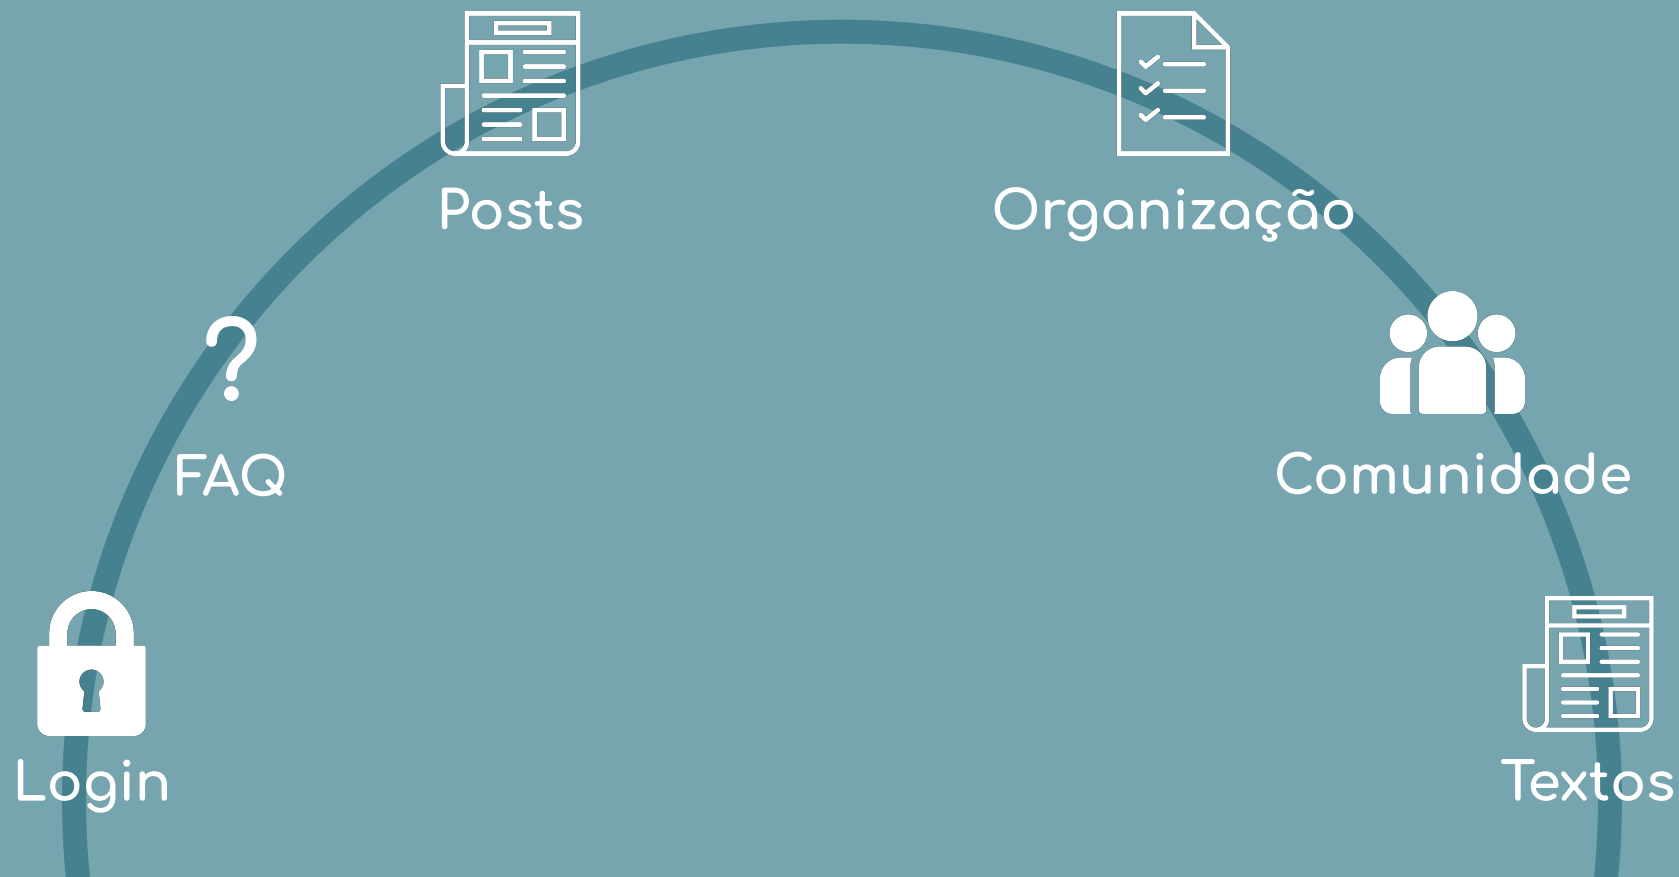 Posts
Organização
?
FAQ
Comunidade
Login
Textos